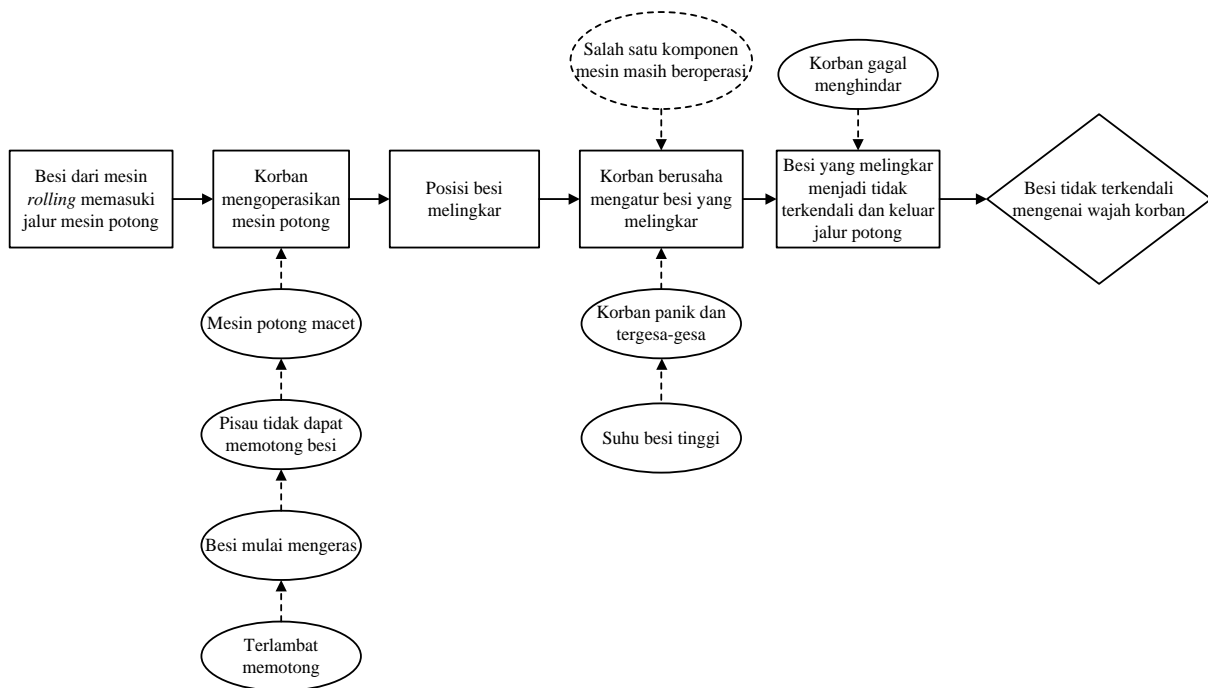 Salah satu komponen
mesin masih beroperasi
Korban gagal
menghindar
Besi dari mesin
rolling memasuki
jalur mesin potong
Korban
mengoperasikan
mesin potong
Posisi besi
melingkar
Korban berusaha
mengatur besi yang
melingkar
Besi yang melingkar
menjadi tidak
terkendali dan keluar
jalur potong
Besi tidak terkendali
mengenai wajah korban
Mesin potong macet
Korban panik dan
tergesa-gesa
Pisau tidak dapat
memotong besi
Suhu besi tinggi
Besi mulai mengeras
Terlambat
memotong